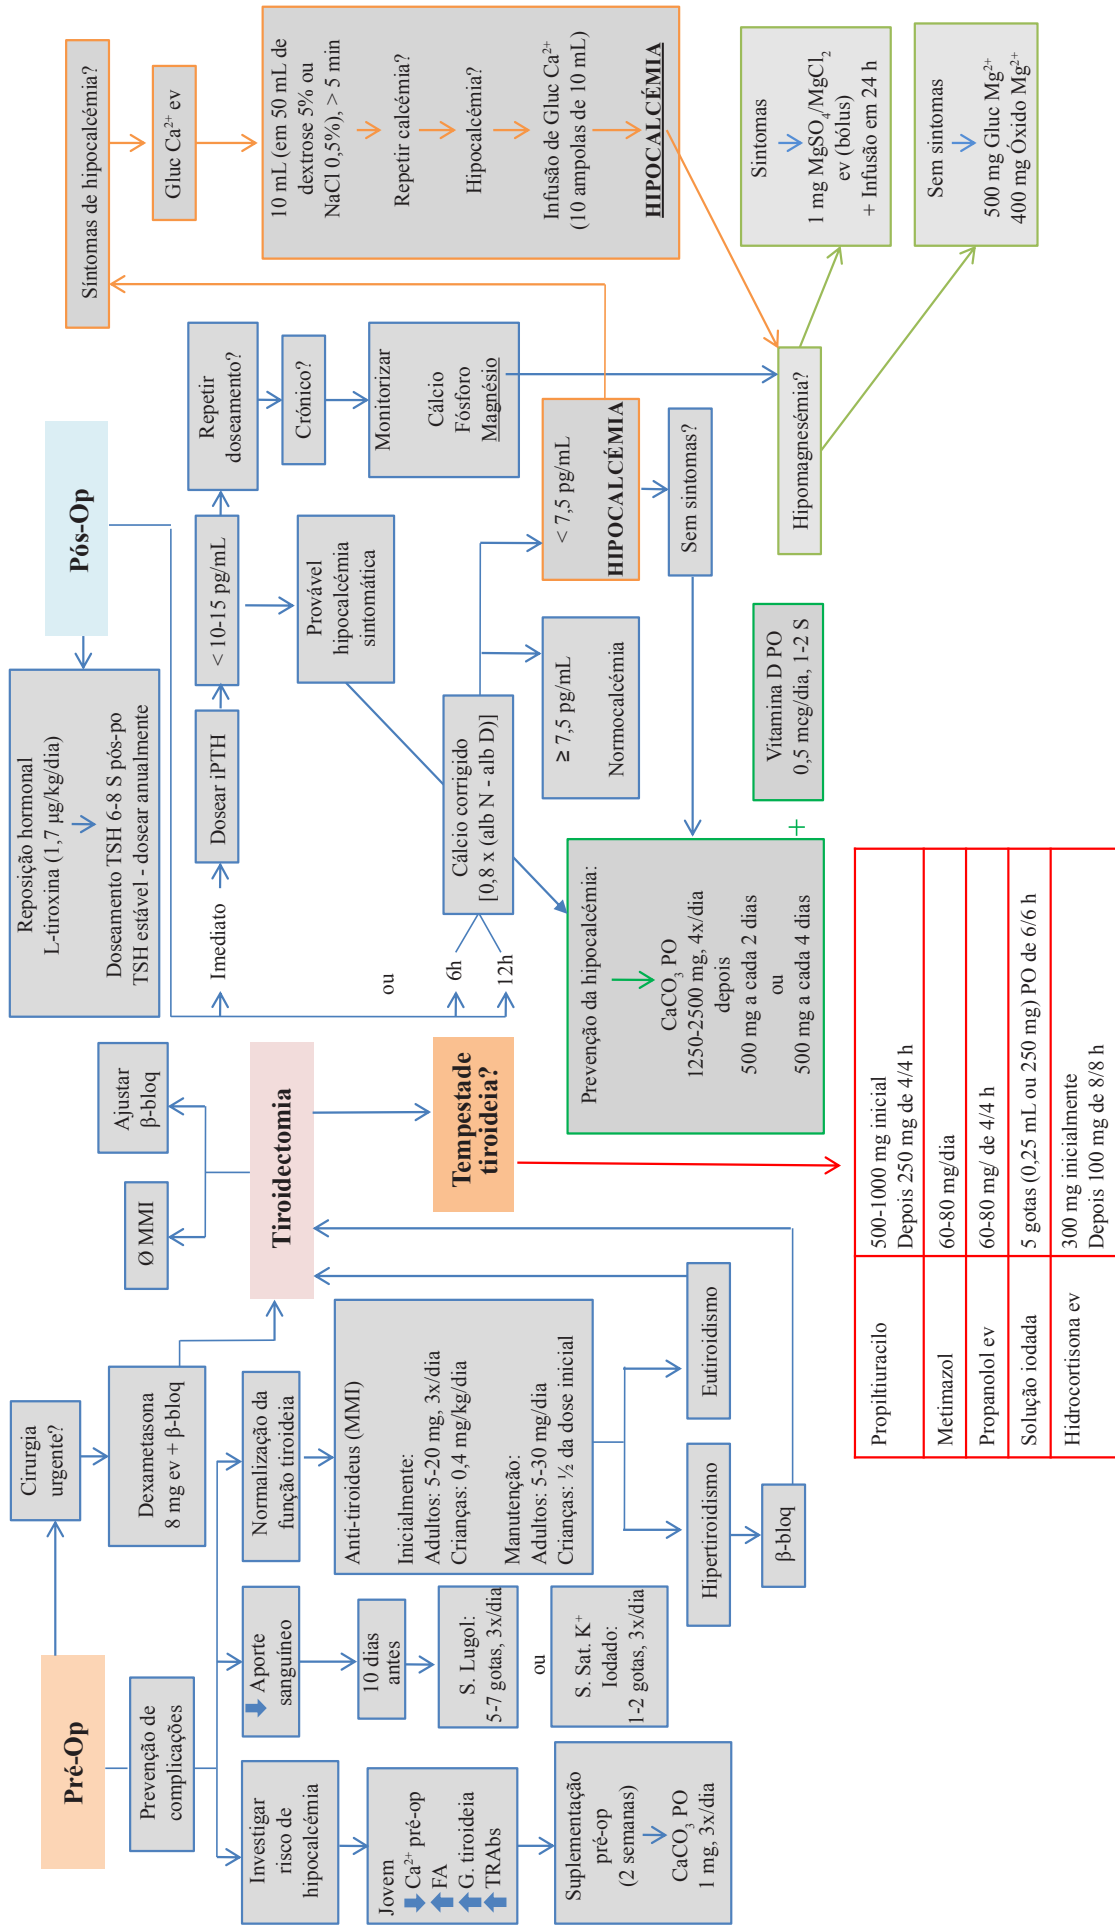 Pré-Op
Cirurgia
urgente?
Dexametasona
8 mg ev + β-bloq
Prevenção de
complicações
Investigar
risco de
hipocalcémia
Jovem
Ca²⁺ pré-op
FA
G. tiroideia
TRAbs
Suplementação
pré-op
(2 semanas)
CaCO₃ PO
1 mg, 3x/dia
Aporte
sanguíneo
10 dias
antes
S. Lugol:
5-7 gotas, 3x/dia
ou
S. Sat. K⁺
Iodado:
1-2 gotas, 3x/dia
Normalização da
função tiroideia
Anti-tiroideus (MMI)
Inicialmente:
Adultos: 5-20 mg, 3x/dia
Crianças: 0,4 mg/kg/dia
Manutenção:
Adultos: 5-30 mg/dia
Crianças: ½ da dose inicial
Hipertiroidismo
Eutiroidismo
β-bloq
Ø MMI
Ajustar
β-bloq
Tiroidectomia
Tempestade
tiroideia?
Propiltiuracilo
500-1000 mg inicial
Depois 250 mg de 4/4 h
Metimazol
60-80 mg/dia
Propanolol ev
60-80 mg/ de 4/4 h
Solução iodada
5 gotas (0,25 mL ou 250 mg) PO de 6/6 h
Hidrocortisona ev
300 mg inicialmente
Depois 100 mg de 8/8 h
Pós-Op
Reposição hormonal
L-tiroxina (1,7 µg/kg/dia)
Doseamento TSH 6-8 S pós-po
TSH estável - dosear anualmente
Imediato
ou
6h
12h
Dosear iPTH
< 10-15 pg/mL
Repetir
doseamento?
Crónico?
Monitorizar
Cálcio
Fósforo
Magnésio
Provável
hipocalcémia
sintomática
Cálcio corrigido
[0,8 x (alb N - alb D)]
≥ 7,5 pg/mL
Normocalcémia
< 7,5 pg/mL
HIPOCALCÉMIA
Sem sintomas?
Prevenção da hipocalcémia:
CaCO₃ PO
1250-2500 mg, 4x/dia
depois
500 mg a cada 2 dias
ou
500 mg a cada 4 dias
+
Vitamina D PO
0,5 mcg/dia, 1-2 S
Síntomas de hipocalcémia?
Gluc Ca²⁺ ev
10 mL (em 50 mL de
dextrose 5% ou
NaCl 0,5%), > 5 min
Repetir calcémia?
Hipocalcémia?
Infusão de Gluc Ca²⁺
(10 ampolas de 10 mL)
HIPOCALCÉMIA
Hipomagnesémia?
Sintomas
1 mg MgSO₄/MgCl₂
ev (bólus)
+ Infusão em 24 h
Sem sintomas
500 mg Gluc Mg²⁺
400 mg Óxido Mg²⁺